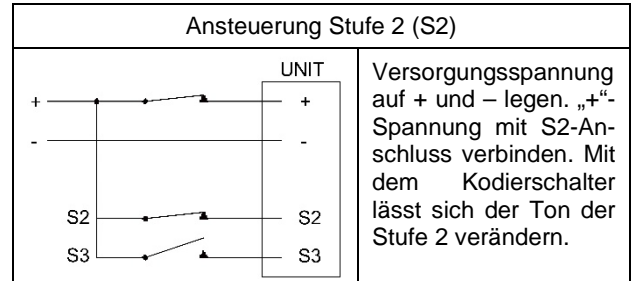 Ansteuerung Stufe 2 (S2)
UNIT
+ +
- -
S2 S2
S3 S3
Versorgungsspannung
auf + und – legen. „+“-
Spannung mit S2-An-
schluss verbinden. Mit
dem Kodierschalter
lässt sich der Ton der
Stufe 2 verändern.